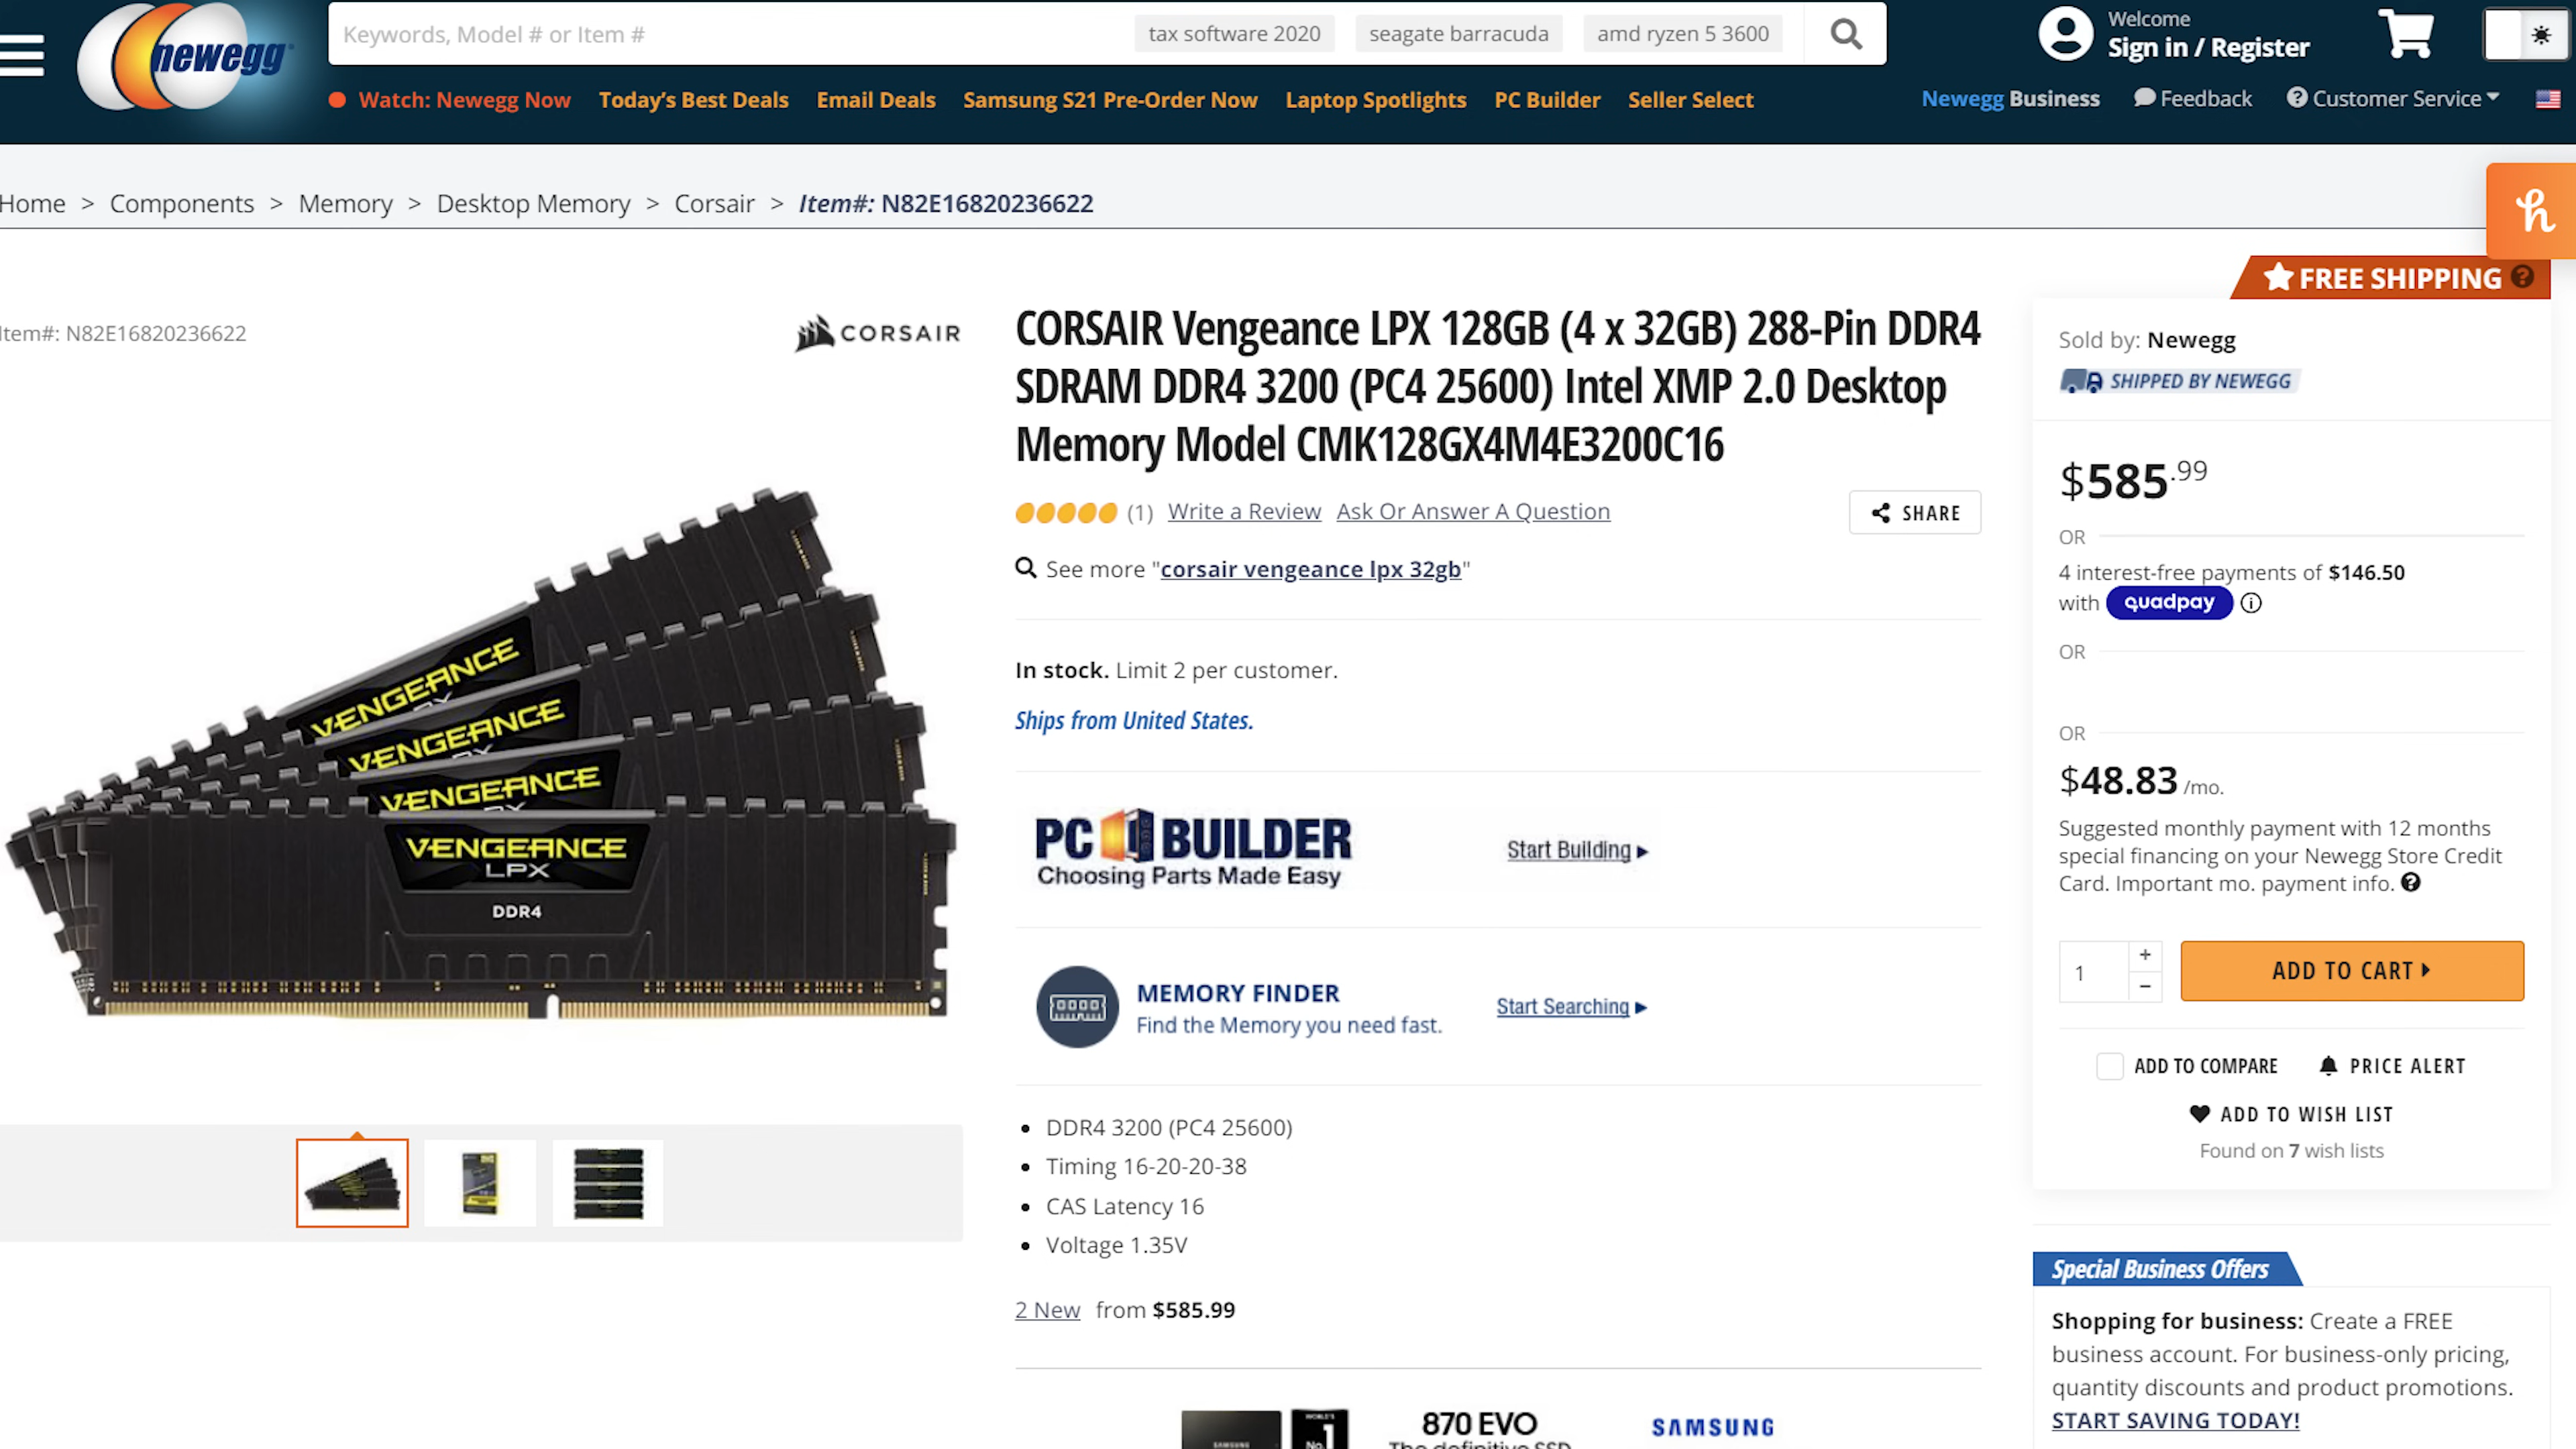 newegg
Keywords, Model # or Item #
tax software 2020
seagate barracuda
amd ryzen 5 3600
Welcome
Sign in / Register
Watch: Newegg Now
Today's Best Deals
Email Deals
Samsung S21 Pre-Order Now
Laptop Spotlights
PC Builder
Seller Select
Newegg Business
Feedback
Customer Service
Home > Components > Memory > Desktop Memory > Corsair > Item#: N82E16820236622
h
FREE SHIPPING
Item#: N82E16820236622
CORSAIR
VENGEANCE
VENGEANCE
VENGEANCE
VENGEANCE
LPX
DDR4
CORSAIR Vengeance LPX 128GB (4 x 32GB) 288-Pin DDR4
SDRAM DDR4 3200 (PC4 25600) Intel XMP 2.0 Desktop
Memory Model CMK128GX4M4E3200C16
(1) Write a Review Ask Or Answer A Question
SHARE
See more "corsair vengeance lpx 32gb"
In stock. Limit 2 per customer.
Ships from United States.
PC BUILDER
Choosing Parts Made Easy
Start Building
MEMORY FINDER
Find the Memory you need fast.
Start Searching
• DDR4 3200 (PC4 25600)
• Timing 16-20-20-38
• CAS Latency 16
• Voltage 1.35V
2 New from $585.99
SAMSUNG
WORLD'S
No.1
870 EVO
The definitive SSD
SAMSUNG
Sold by: Newegg
SHIPPED BY NEWEGG
$585.99
OR
4 interest-free payments of $146.50
with quadpay
OR
OR
$48.83 /mo.
Suggested monthly payment with 12 months
special financing on your Newegg Store Credit
Card. Important mo. payment info.
1
+
−
ADD TO CART
ADD TO COMPARE
PRICE ALERT
ADD TO WISH LIST
Found on 7 wish lists
Special Business Offers
Shopping for business: Create a FREE
business account. For business-only pricing,
quantity discounts and product promotions.
START SAVING TODAY!